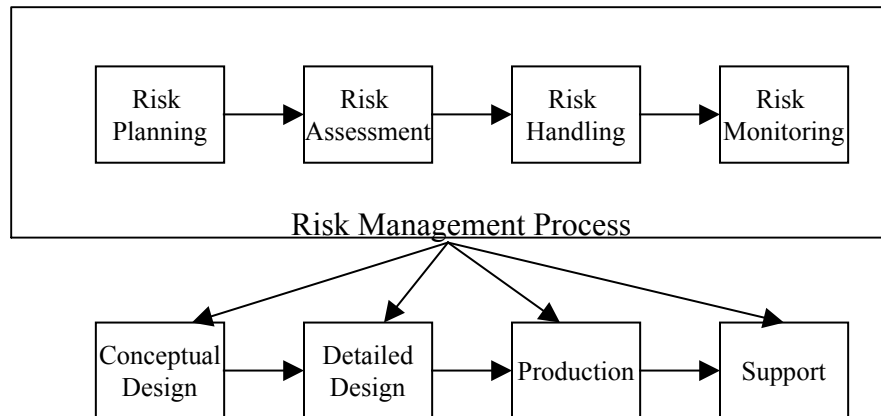 Risk
Planning
Risk
Assessment
Risk
Handling
Risk
Monitoring
Risk Management Process
Conceptual
Design
Detailed
Design
Production
Support